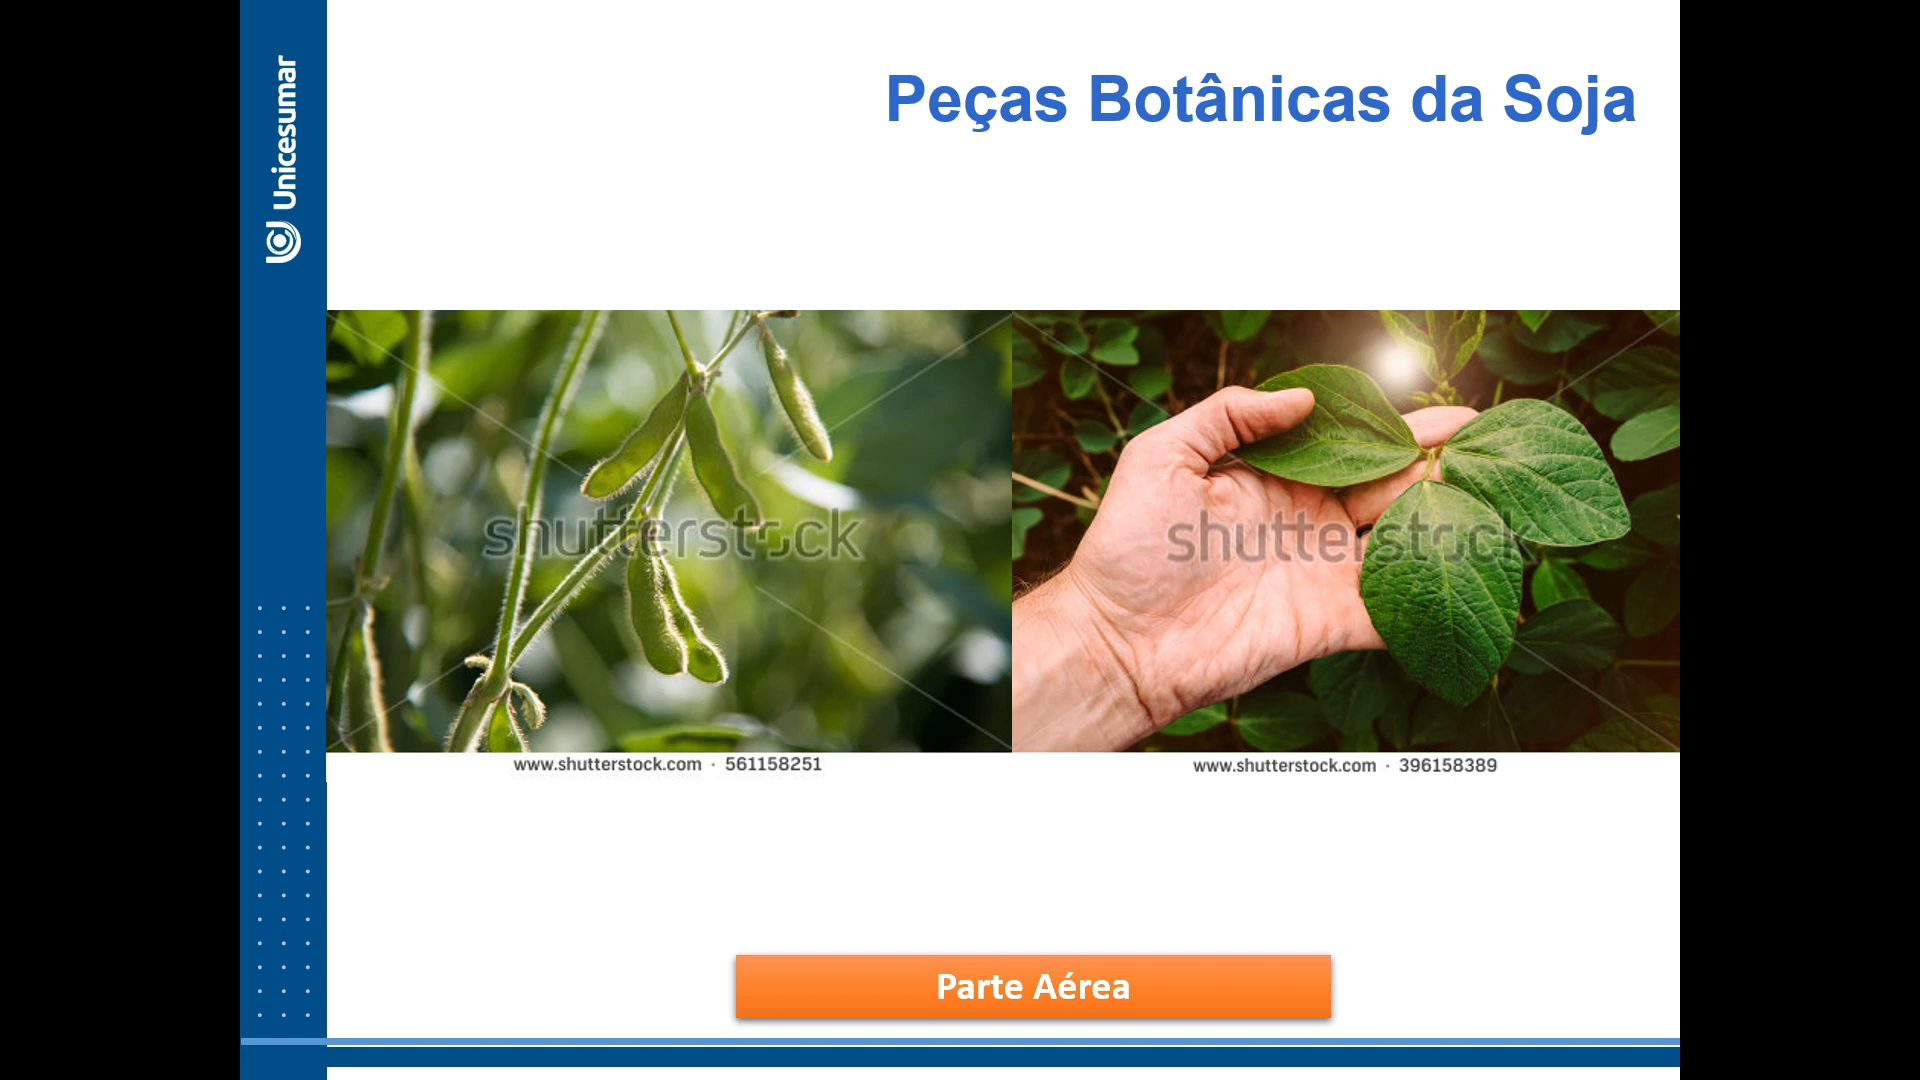 Unicesumar
Peças Botânicas da Soja
shutterstock
shutterstock
www.shutterstock.com · 561158251
www.shutterstock.com · 396158389
Parte Aérea